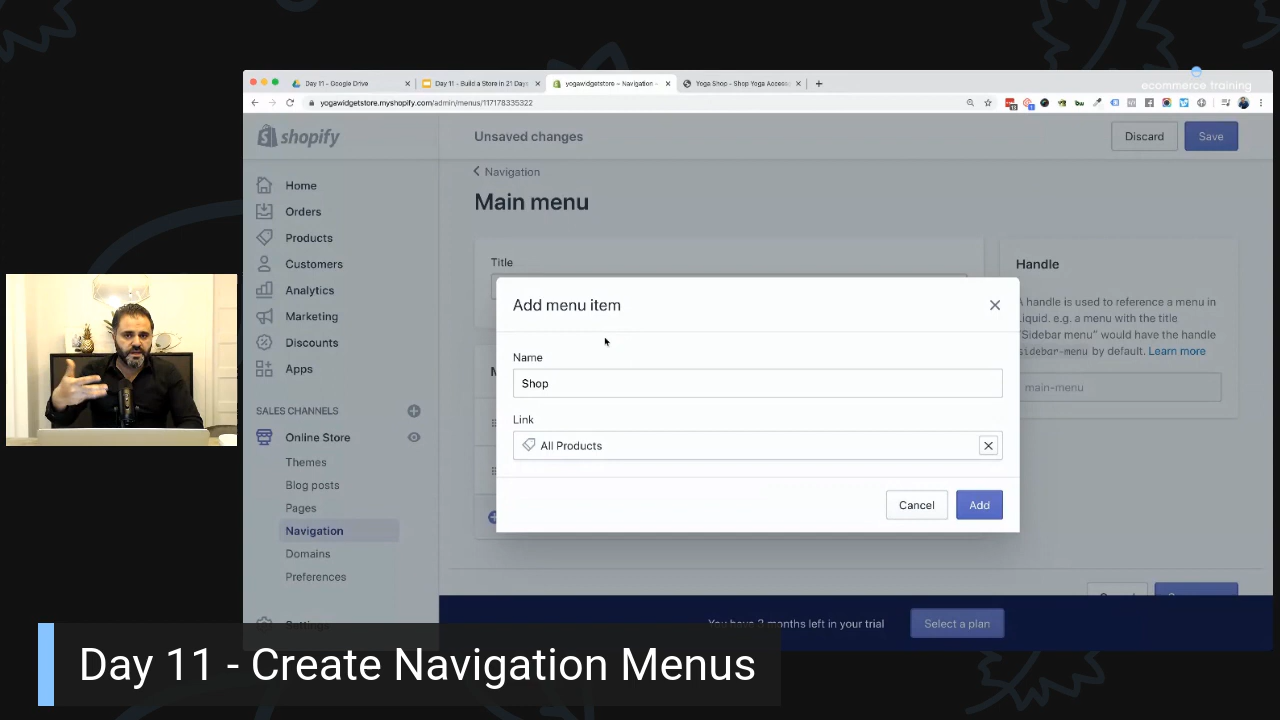 Day 11 - Google Drive
Day 11 - Build a Store in 21 Days
yogawidgetstore ~ Navigation ~
Yoga Shop - Shop Yoga Access
ecommerce training
yogawidgetstore.myshopify.com/admin/menus/117178335322
shopify
Unsaved changes
Discard
Save
Home
Orders
Products
Customers
Analytics
Marketing
Discounts
Apps
SALES CHANNELS
Online Store
Themes
Blog posts
Pages
Navigation
Domains
Preferences
Settings
Navigation
Main menu
Title
Handle
A handle is used to reference a menu in
Liquid. e.g. a menu with the title
"Sidebar menu" would have the handle
sidebar-menu by default. Learn more
main-menu
Add menu item
Name
Shop
Link
All Products
Cancel
Add
months left in your trial
Select a plan
Day 11 - Create Navigation Menus